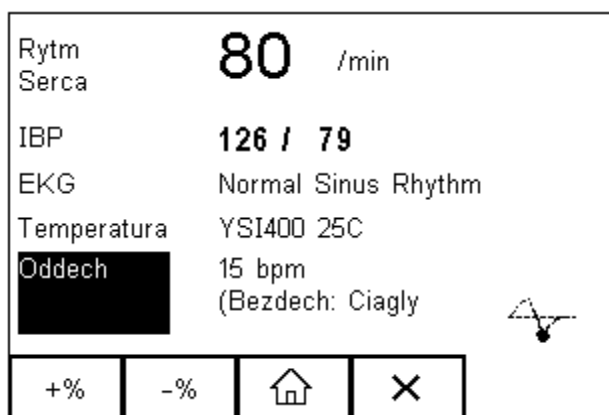 Rytm Serca 80 /min
IBP 126 / 79
EKG Normal Sinus Rhythm
Temperatura YSI400 25C
Oddech 15 bpm
(Bezdech: Ciagly
+% -% ✕